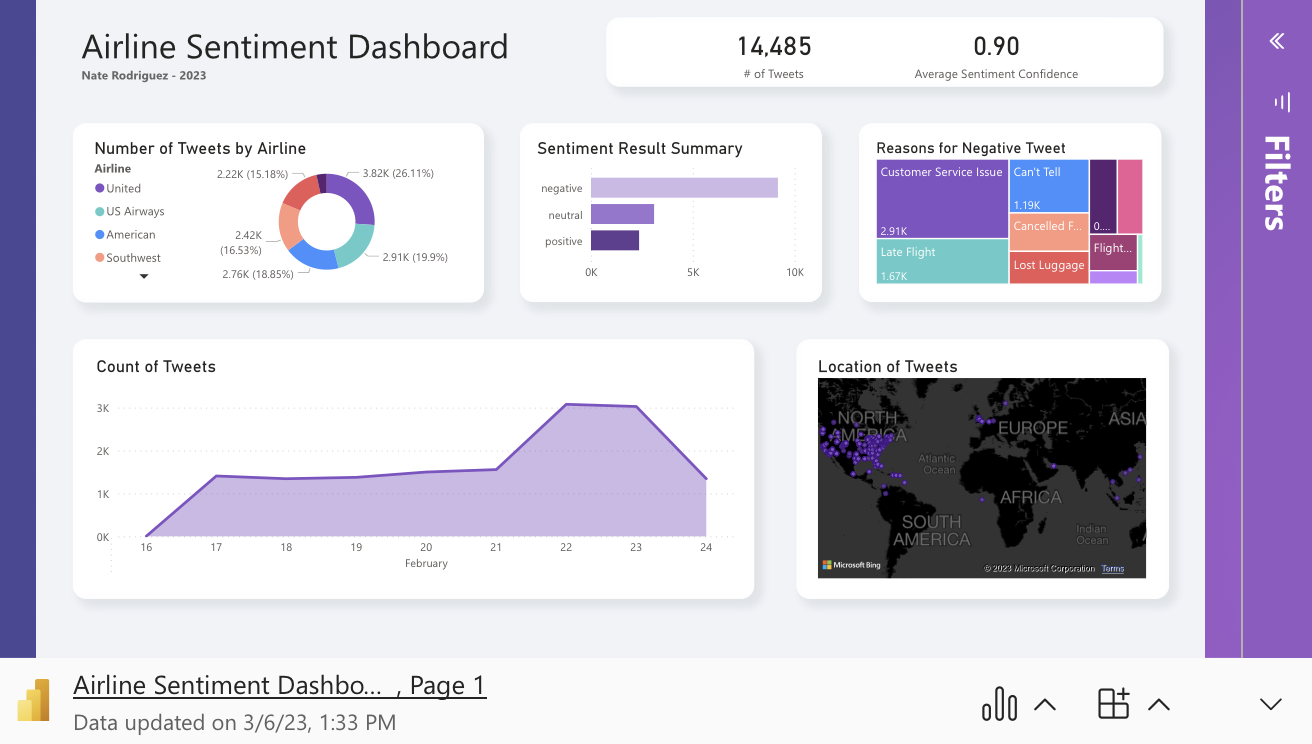 Airline Sentiment Dashboard
Nate Rodriguez - 2023
14,485
# of Tweets
0.90
Average Sentiment Confidence
Filters
Number of Tweets by Airline
Airline
United
US Airways
American
Southwest
3.82K (26.11%)
2.91K (19.9%)
2.76K (18.85%)
2.42K
(16.53%)
2.22K (15.18%)
Sentiment Result Summary
negative
neutral
positive
0K
5K
10K
Reasons for Negative Tweet
Customer Service Issue
2.91K
Late Flight
1.67K
Can't Tell
1.19K
Cancelled F...
Lost Luggage
0....
Flight...
Count of Tweets
3K
2K
1K
0K
16
17
18
19
20
21
22
23
24
February
Location of Tweets
NORTH
AMERICA
EUROPE
ASIA
Atlantic
Ocean
AFRICA
SOUTH
AMERICA
Indian
Ocean
Microsoft Bing
© 2023 Microsoft Corporation
Terms
Airline Sentiment Dashbo... , Page 1
Data updated on 3/6/23, 1:33 PM